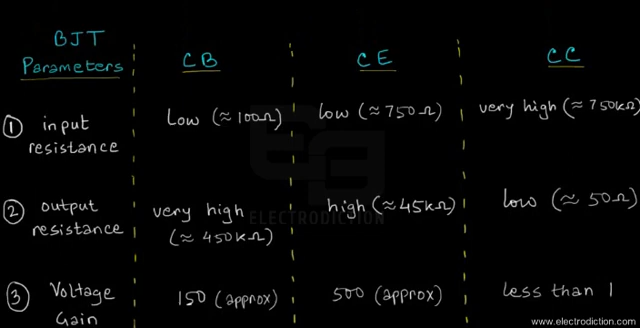 BJT
Parameters
CB
CE
CC
① input
resistance
Low (≈ 100Ω)
low (≈ 750Ω)
very high (≈ 750kΩ)
② output
resistance
very high
(≈ 450kΩ)
high (≈ 45kΩ)
low (≈ 50Ω)
③ Voltage
Gain
150 (approx)
500 (approx)
less than 1
ELECTRODICTION
www.electrodiction.com